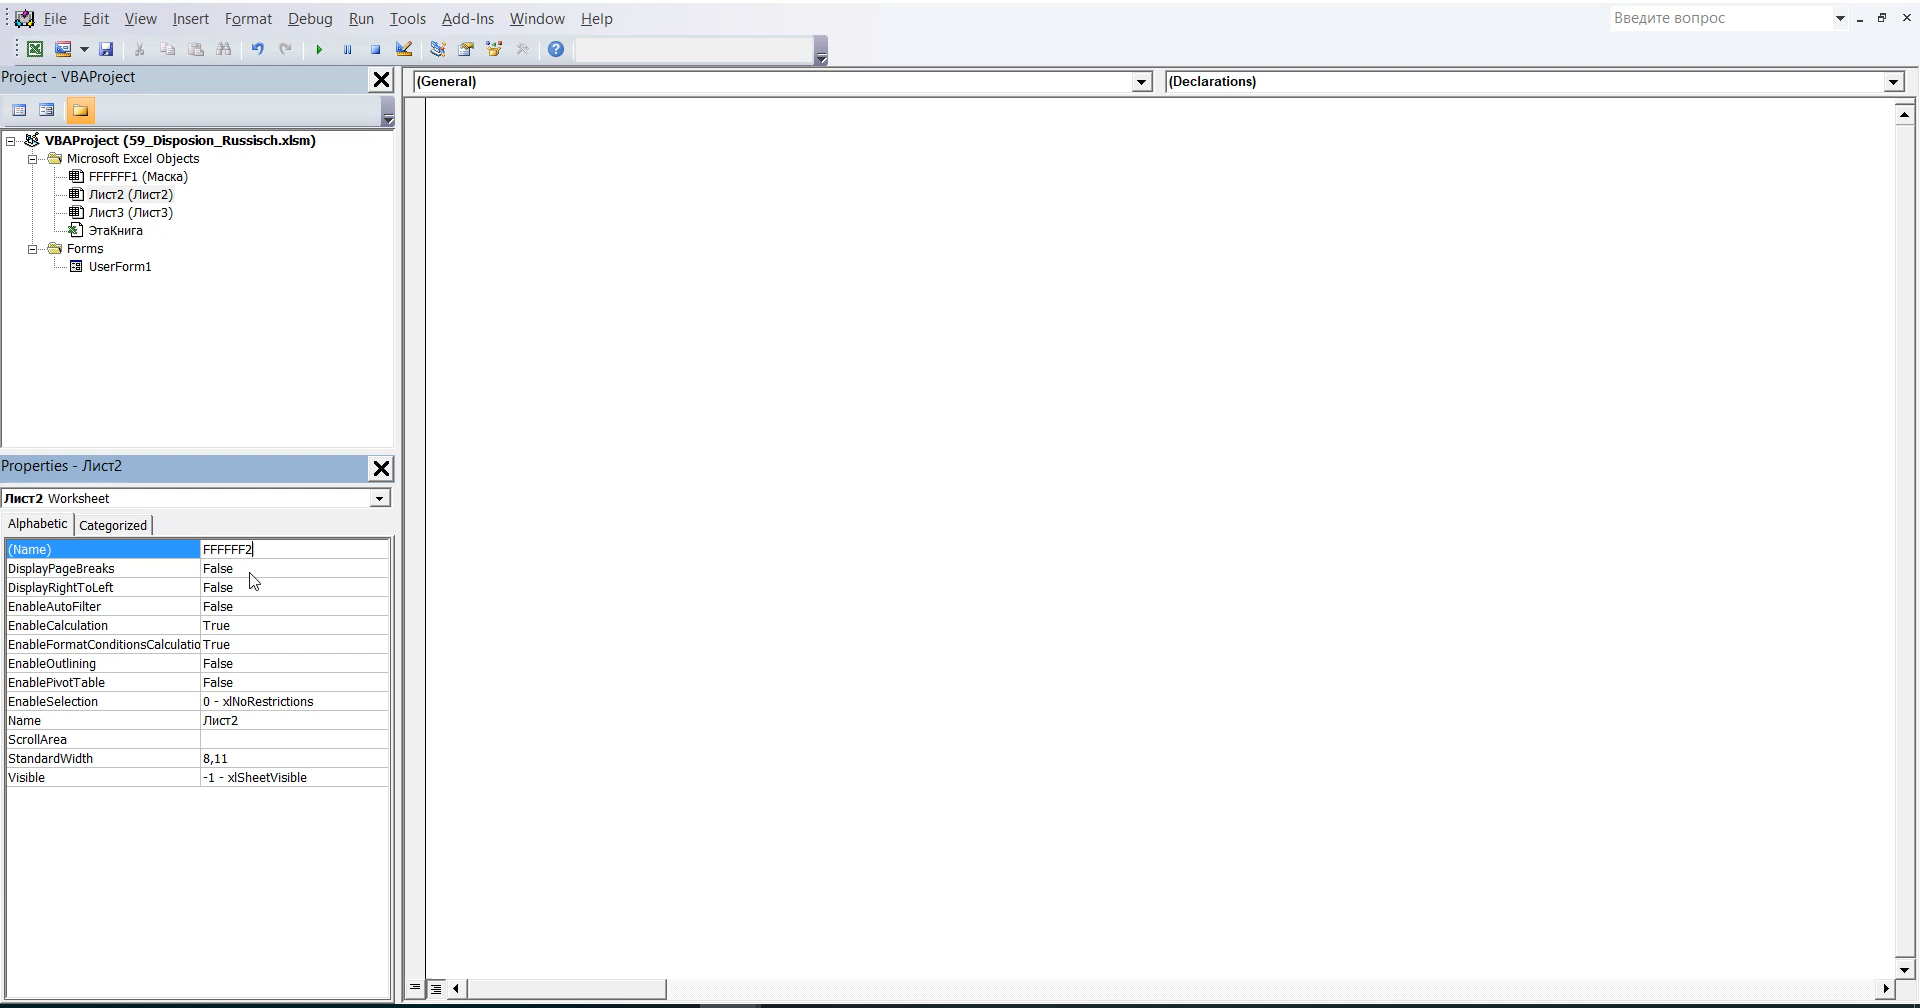 File Edit View Insert Format Debug Run Tools Add-Ins Window Help Введите вопрос
Project - VBAProject
(General) (Declarations)
VBAProject (59_Disposion_Russisch.xlsm)
Microsoft Excel Objects
FFFFFF1 (Маска)
Лист2 (Лист2)
Лист3 (Лист3)
ЭтаКнига
Forms
UserForm1
Properties - Лист2
Лист2 Worksheet
Alphabetic Categorized
(Name) FFFFFF2
DisplayPageBreaks False
DisplayRightToLeft False
EnableAutoFilter False
EnableCalculation True
EnableFormatConditionsCalculatio True
EnableOutlining False
EnablePivotTable False
EnableSelection 0 - xlNoRestrictions
Name Лист2
ScrollArea
StandardWidth 8,11
Visible -1 - xlSheetVisible